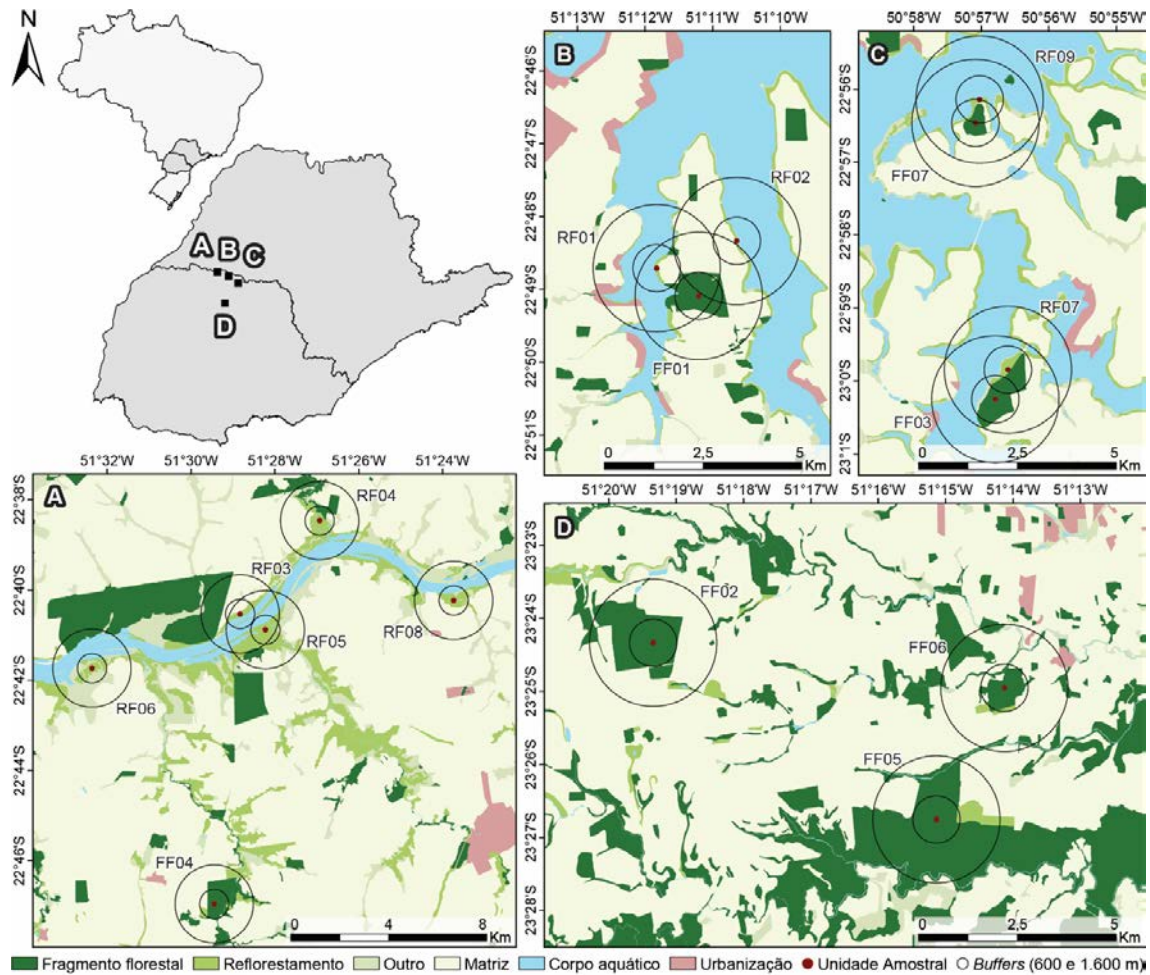 N
A
B
C
D
B
51°13'W 51°12'W 51°11'W 51°10'W
22°46'S
22°47'S
22°48'S
22°49'S
22°50'S
22°51'S
RF02
RF01
FF01
0 2,5 5
Km
C
50°58'W 50°57'W 50°56'W 50°55'W
22°56'S
22°57'S
22°58'S
22°59'S
23°0'S
23°1'S
RF09
FF07
RF07
FF03
0 2.5 5
Km
A
51°32'W 51°30'W 51°28'W 51°26'W 51°24'W
22°38'S
22°40'S
22°42'S
22°44'S
22°46'S
RF04
RF03
RF05
RF08
RF06
FF04
0 4 8
Km
D
51°20'W 51°19'W 51°18'W 51°17'W 51°16'W 51°15'W 51°14'W 51°13'W
23°23'S
23°24'S
23°25'S
23°26'S
23°27'S
23°28'S
FF02
FF06
FF05
0 2,5 5
Km
Fragmento florestal Reflorestamento Outro Matriz Corpo aquático Urbanização Unidade Amostral Buffers (600 e 1.600 m)